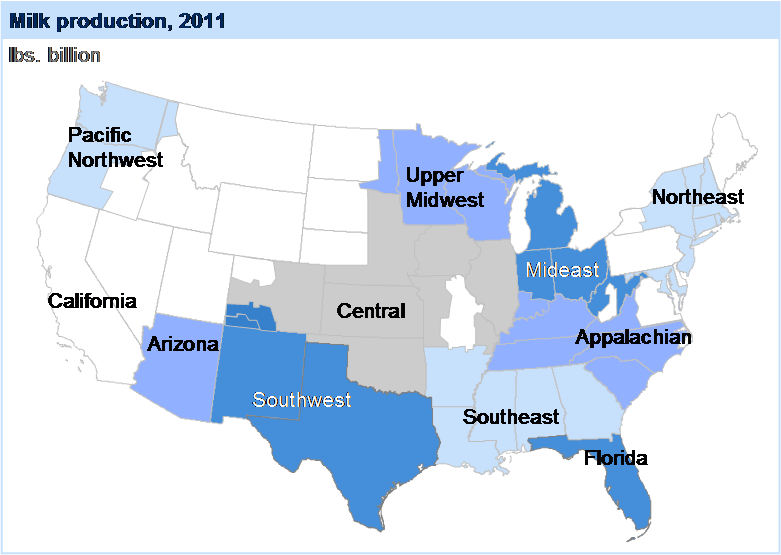 Milk production, 2011
lbs. billion
Pacific
Northwest
Upper
Midwest
Northeast
Mideast
California
Central
Arizona
Appalachian
Southwest
Southeast
Florida